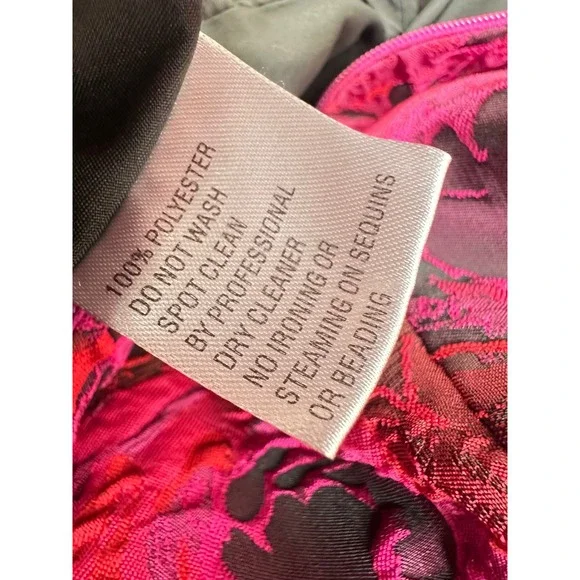 100% POLYESTER
DO NOT WASH
SPOT CLEAN
BY PROFESSIONAL
DRY CLEANER
NO IRONING OR
STEAMING ON SEQUINS
OR BEADING